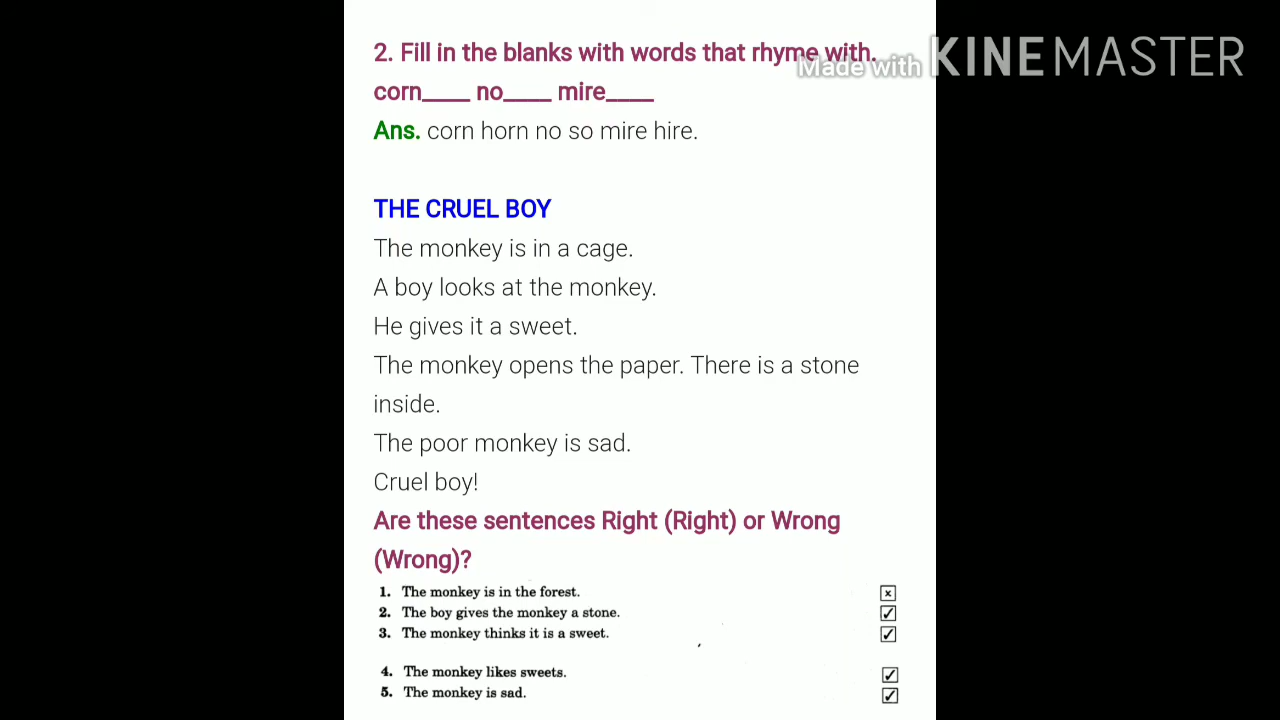 Made with KINEMASTER
2. Fill in the blanks with words that rhyme with.
corn____ no____ mire____
Ans. corn horn no so mire hire.
THE CRUEL BOY
The monkey is in a cage.
A boy looks at the monkey.
He gives it a sweet.
The monkey opens the paper. There is a stone
inside.
The poor monkey is sad.
Cruel boy!
Are these sentences Right (Right) or Wrong
(Wrong)?
1. The monkey is in the forest. ☒
2. The boy gives the monkey a stone. ☑
3. The monkey thinks it is a sweet. ☑
4. The monkey likes sweets. ☑
5. The monkey is sad. ☑